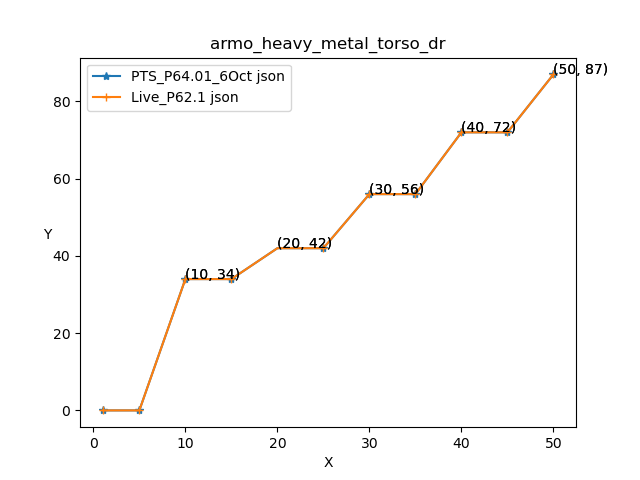 armo_heavy_metal_torso_dr
PTS_P64.01_6Oct json
Live_P62.1 json
(50, 87)
(40, 72)
(30, 56)
(20, 42)
(10, 34)
Y
80
60
40
20
0
0 10 20 30 40 50
X